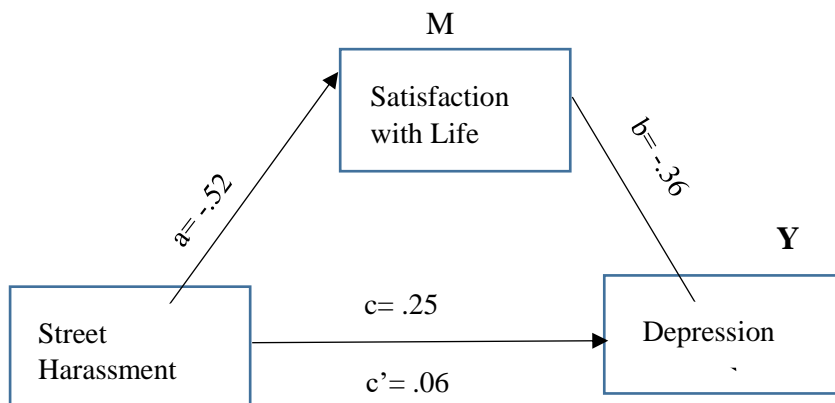 M
Satisfaction
with Life
a= -.52
b= -.36
Y
Street
Harassment
c= .25
c’= .06
Depression
`